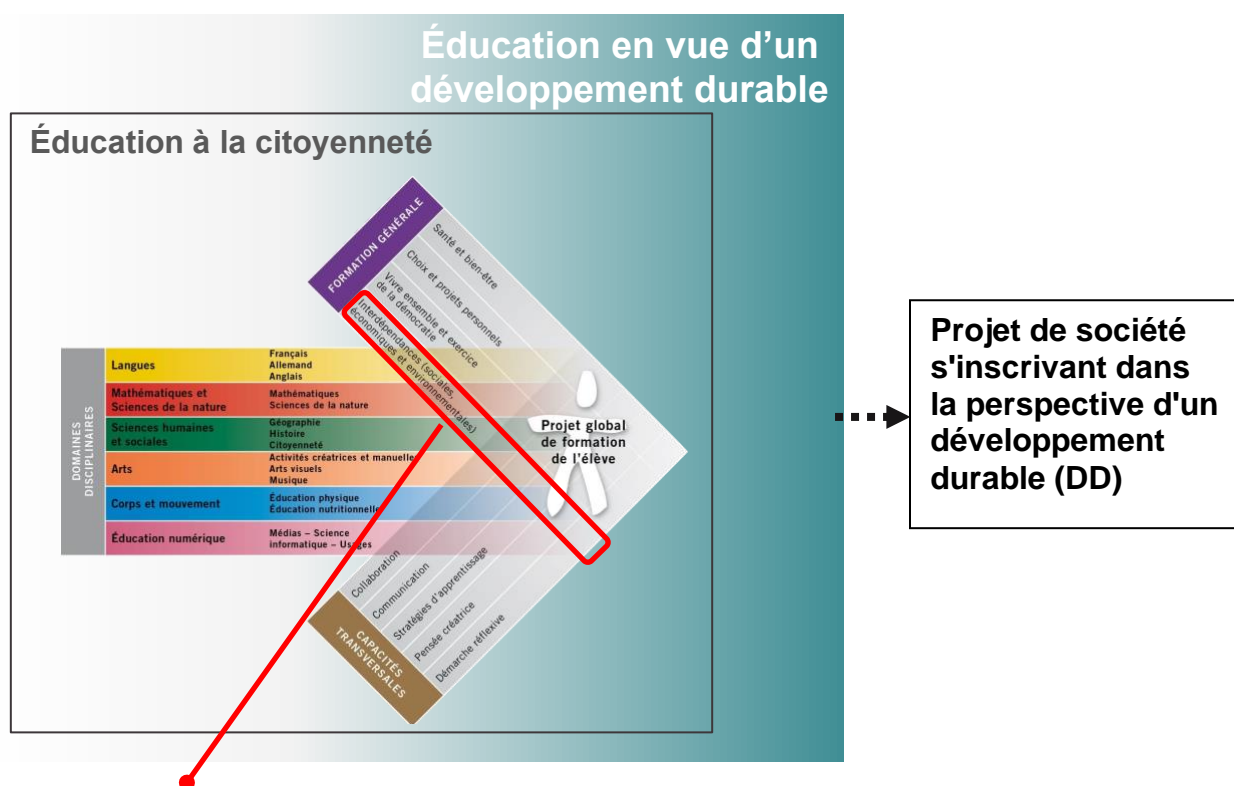 Éducation en vue d'un
développement durable
Éducation à la citoyenneté
FORMATION GÉNÉRALE
Santé et bien-être
Choix et projets personnels
Vivre ensemble et exercice
de la démocratie
Interdépendances (sociales,
économiques et environnementales)
DOMAINES
DISCIPLINAIRES
Langues
Français
Allemand
Anglais
Mathématiques et
Sciences de la nature
Mathématiques
Sciences de la nature
Sciences humaines
et sociales
Géographie
Histoire
Citoyenneté
Arts
Activités créatrices et manuelles
Arts visuels
Musique
Corps et mouvement
Éducation physique
Éducation nutritionnelle
Éducation numérique
Médias – Science
informatique – Usages
Projet global
de formation
de l'élève
Collaboration
Communication
Stratégies d'apprentissage
Pensée créatrice
Démarche réflexive
CAPACITÉS
TRANSVERSALES
Projet de société
s'inscrivant dans
la perspective d'un
développement
durable (DD)